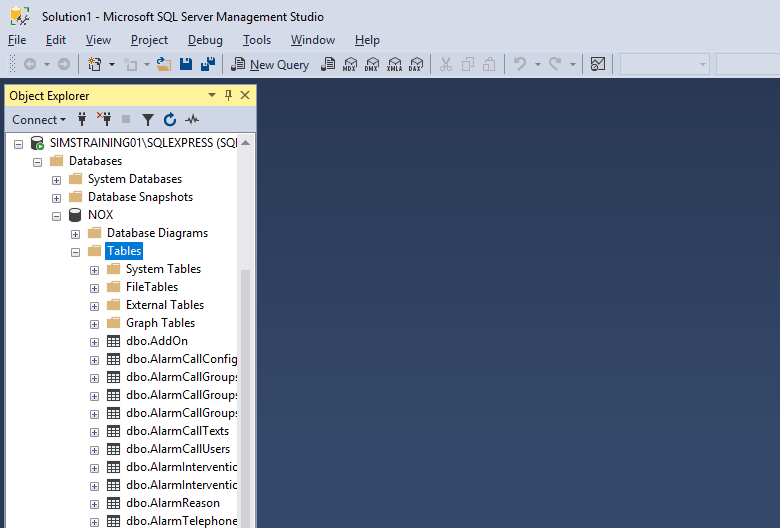 Solution1 - Microsoft SQL Server Management Studio
File Edit View Project Debug Tools Window Help
New Query MDX DMX XMLA DAX
Object Explorer
Connect
SIMSTRAINING01\SQLEXPRESS (SQL
Databases
System Databases
Database Snapshots
NOX
Database Diagrams
Tables
System Tables
FileTables
External Tables
Graph Tables
dbo.AddOn
dbo.AlarmCallConfig
dbo.AlarmCallGroups
dbo.AlarmCallGroups
dbo.AlarmCallGroups
dbo.AlarmCallTexts
dbo.AlarmCallUsers
dbo.AlarmInterventio
dbo.AlarmInterventio
dbo.AlarmReason
dbo.AlarmTelephone